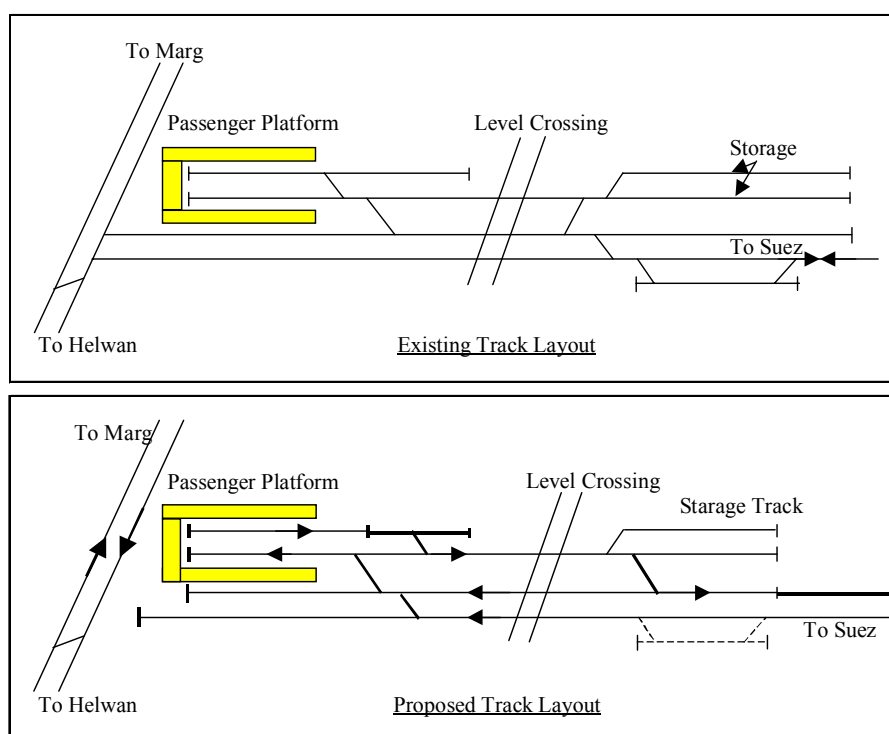 To Marg
Passenger Platform
Level Crossing
Storage
To Suez
To Helwan
Existing Track Layout
To Marg
Passenger Platform
Level Crossing
Starage Track
To Suez
To Helwan
Proposed Track Layout